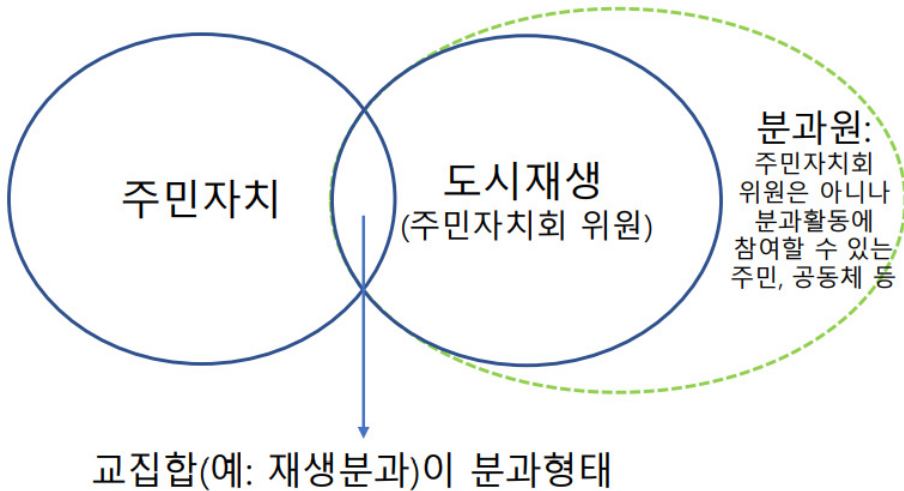 주민자치
도시재생
(주민자치회 위원)
분과원:
주민자치회
위원은 아니나
분과활동에
참여할 수 있는
주민, 공동체 등
교집합(예: 재생분과)이 분과형태